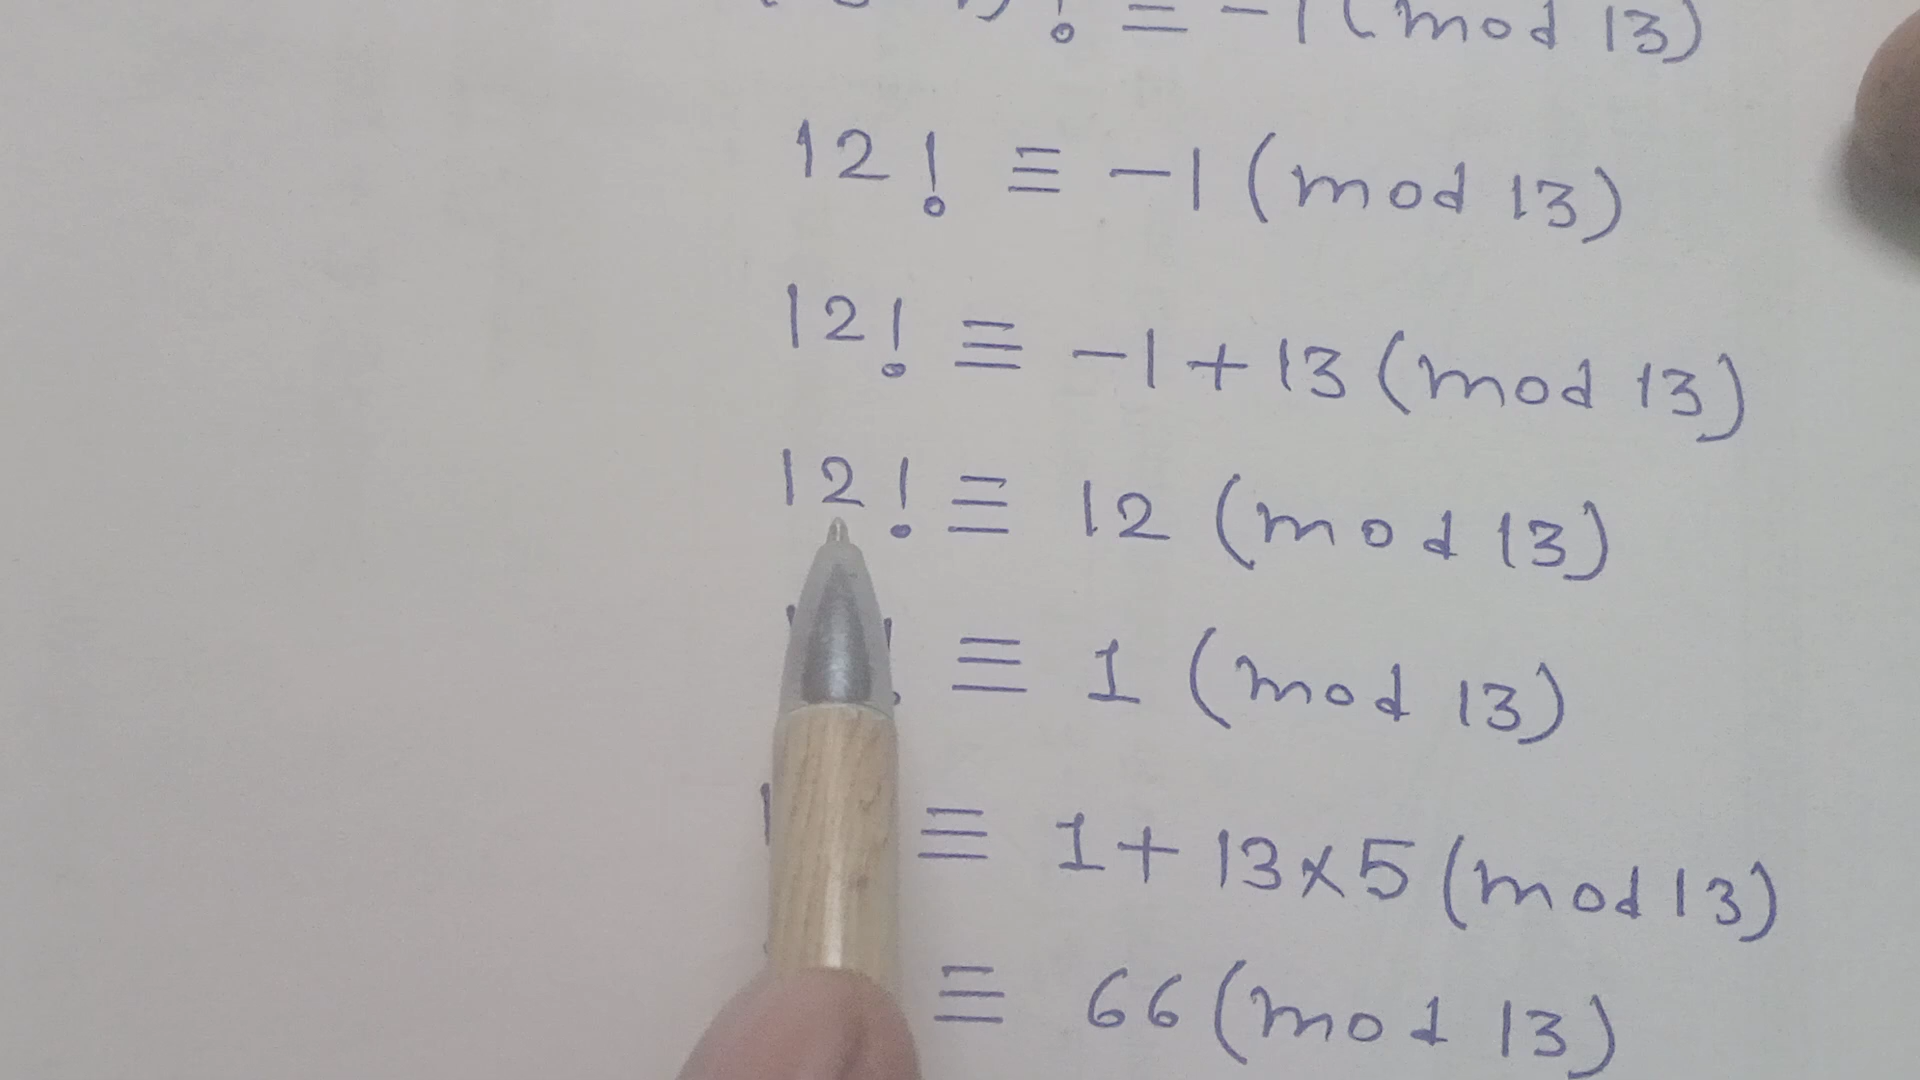 ! ≡ -1 (mod 13)
12! ≡ -1 (mod 13)
12! ≡ -1 + 13 (mod 13)
12! ≡ 12 (mod 13)
! ≡ 1 (mod 13)
≡ 1 + 13 × 5 (mod 13)
≡ 66 (mod 13)